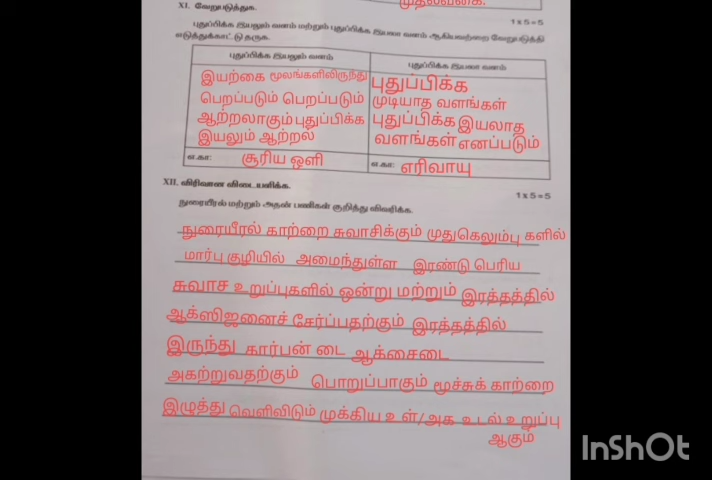 முதலவகை.
XI. வேறுபடுத்துக.
1 x 5 = 5
புதுப்பிக்க இயலும் வளம் மற்றும் புதுப்பிக்க இயலா வளம் ஆகியவற்றை வேறுபடுத்தி
எடுத்துக்காட்டு தருக.
புதுப்பிக்க இயலும் வளம்
புதுப்பிக்க இயலா வளம்
இயற்கை மூலங்களிலிருந்து
பெறப்படும் பெறப்படும்
ஆற்றலாகும் புதுப்பிக்க
இயலும் ஆற்றல்
புதுப்பிக்க
முடியாத வளங்கள்
புதுப்பிக்க இயலாத
வளங்கள் எனப்படும்
எ.கா: சூரிய ஒளி
எ.கா: எரிவாயு
XII. விரிவான விடையளிக்க.
1 x 5 = 5
நுரையீரல் மற்றும் அதன் பணிகள் குறித்து விவரிக்க.
நுரையீரல் காற்றை சுவாசிக்கும் முதுகெலும்பு களில்
மார்பு குழியில் அமைந்துள்ள இரண்டு பெரிய
சுவாச உறுப்புகளில் ஒன்று மற்றும் இரத்தத்தில்
ஆக்ஸிஜனைச் சேர்ப்பதற்கும் இரத்தத்தில்
இருந்து கார்பன் டை ஆக்சைடை
அகற்றுவதற்கும் பொறுப்பாகும் மூச்சுக் காற்றை
இழுத்து வெளிவிடும் முக்கிய உள்/அக உடல் உறுப்பு
ஆகும்
InShOt